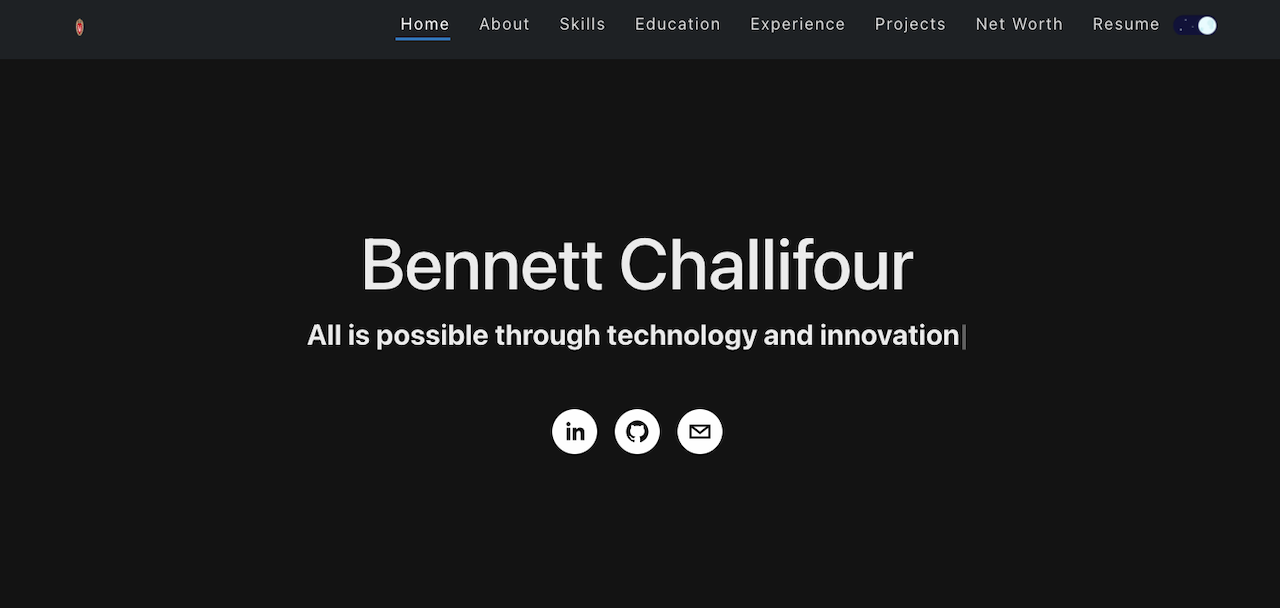 Home About Skills Education Experience Projects Net Worth Resume
Bennett Challifour
All is possible through technology and innovation|
in